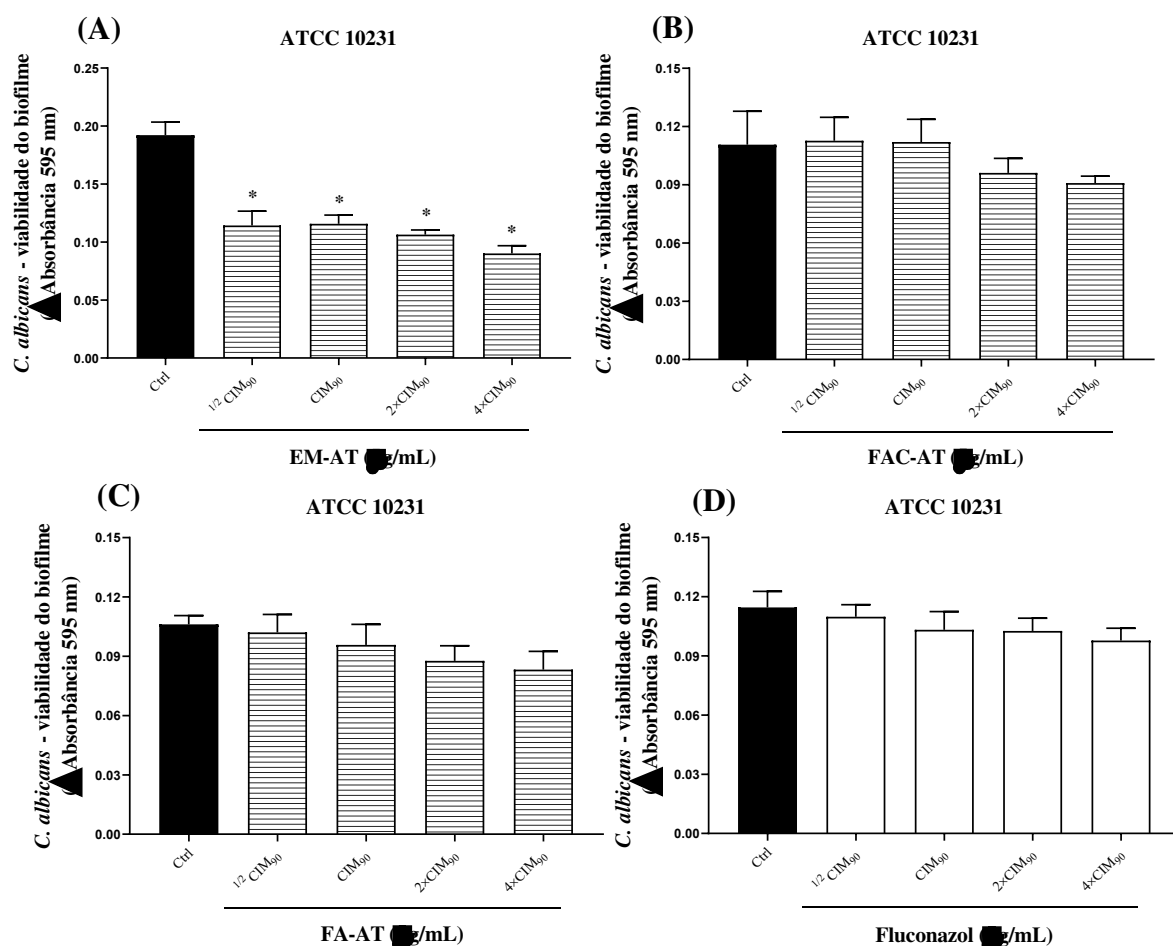 (A)
ATCC 10231
C. albicans - viabilidade do biofilme
Absorbância 595 nm)
0.25
0.20
0.15
0.10
0.05
0.00
*
*
*
*
Ctrl
1/2 CIM90
CIM90
2×CIM90
4×CIM90
EM-AT (g/mL)
(B)
ATCC 10231
C. albicans - viabilidade do biofilme
Absorbância 595 nm)
0.15
0.12
0.09
0.06
0.03
0.00
Ctrl
1/2 CIM90
CIM90
2×CIM90
4×CIM90
FAC-AT (g/mL)
(C)
ATCC 10231
C. albicans - viabilidade do biofilme
Absorbância 595 nm)
0.15
0.12
0.09
0.06
0.03
0.00
Ctrl
1/2 CIM90
CIM90
2×CIM90
4×CIM90
FA-AT (g/mL)
(D)
ATCC 10231
C. albicans - viabilidade do biofilme
Absorbância 595 nm)
0.15
0.12
0.09
0.06
0.03
0.00
Ctrl
1/2 CIM90
CIM90
2×CIM90
4×CIM90
Fluconazol (g/mL)